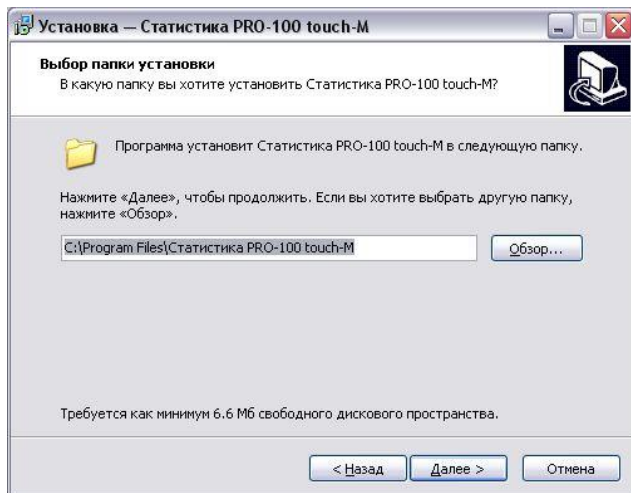 Установка — Статистика PRO-100 touch-M
Выбор папки установки
В какую папку вы хотите установить Статистика PRO-100 touch-M?
Программа установит Статистика PRO-100 touch-M в следующую папку.
Нажмите «Далее», чтобы продолжить. Если вы хотите выбрать другую папку,
нажмите «Обзор».
C:\Program Files\Статистика PRO-100 touch-M
Обзор...
Требуется как минимум 6.6 Мб свободного дискового пространства.
< Назад
Далее >
Отмена